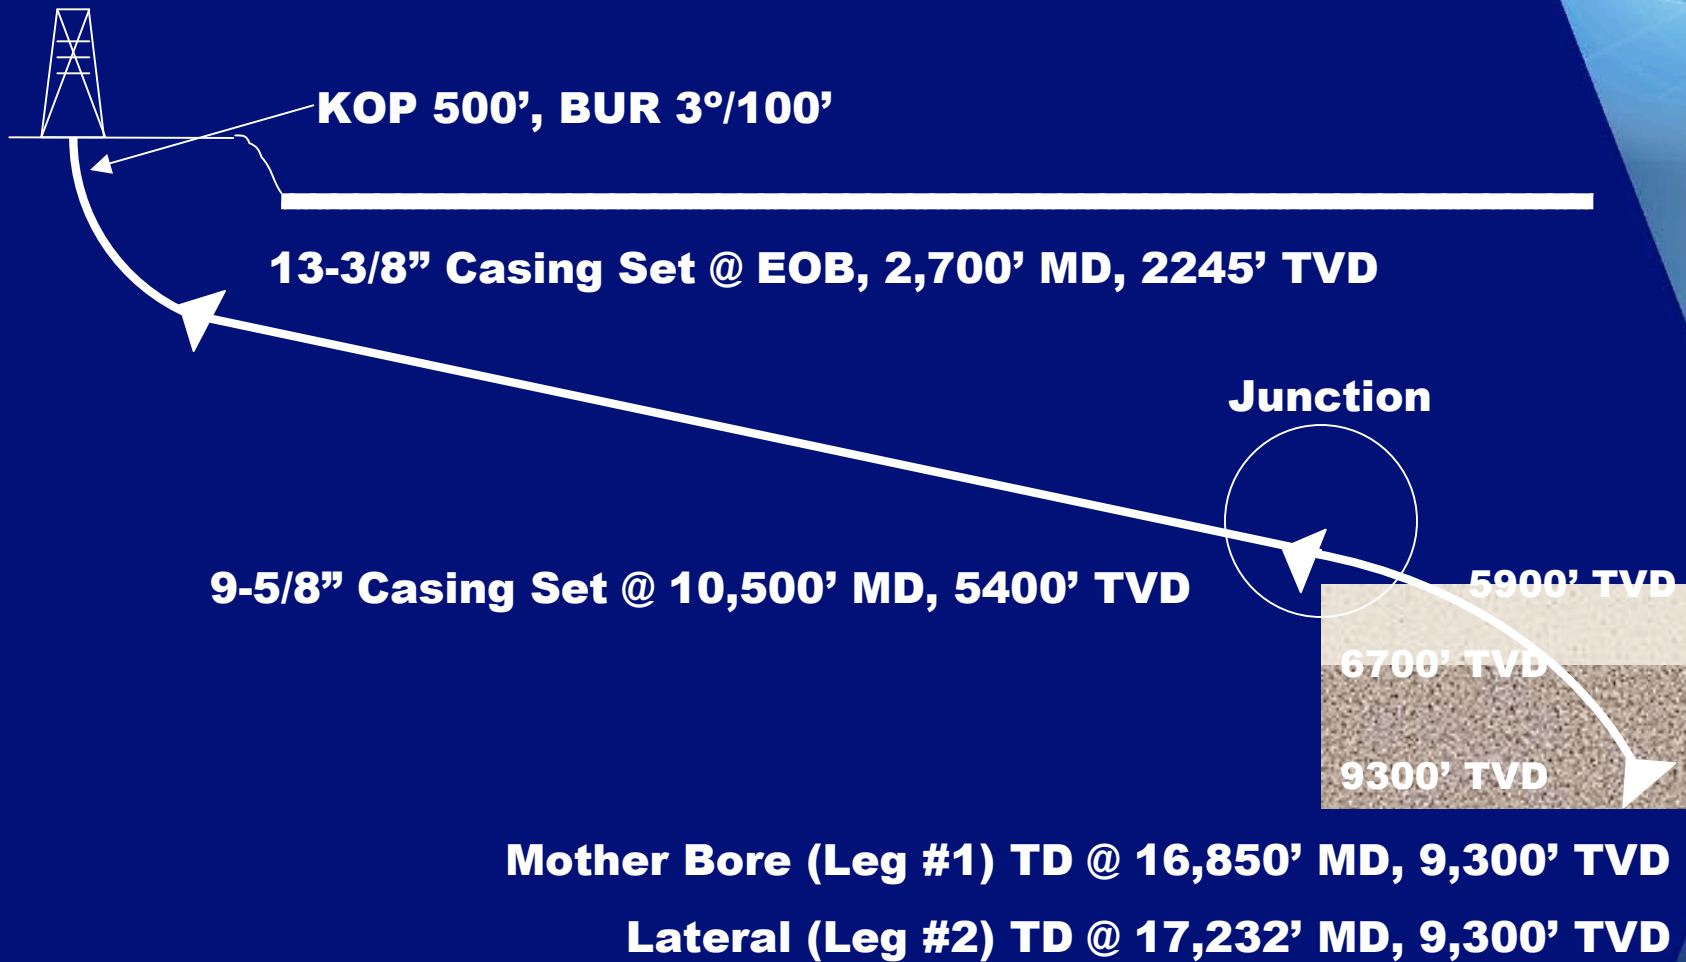 KOP 500’, BUR 3º/100’
13-3/8” Casing Set @ EOB, 2,700’ MD, 2245’ TVD
Junction
9-5/8” Casing Set @ 10,500’ MD, 5400’ TVD
5900’ TVD
6700’ TVD
9300’ TVD
Mother Bore (Leg #1) TD @ 16,850’ MD, 9,300’ TVD
Lateral (Leg #2) TD @ 17,232’ MD, 9,300’ TVD